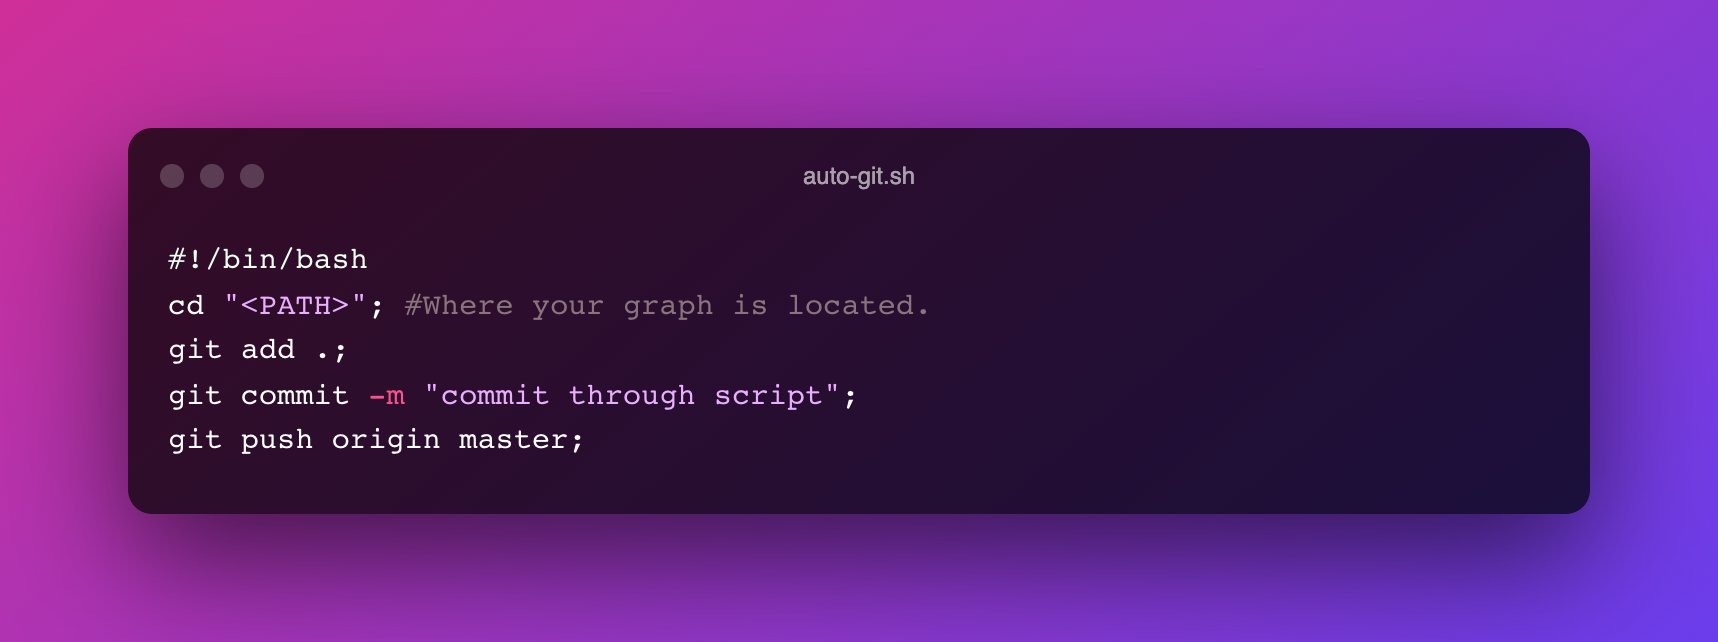 auto-git.sh
#!/bin/bash
cd "<PATH>"; #Where your graph is located.
git add .;
git commit -m "commit through script";
git push origin master;